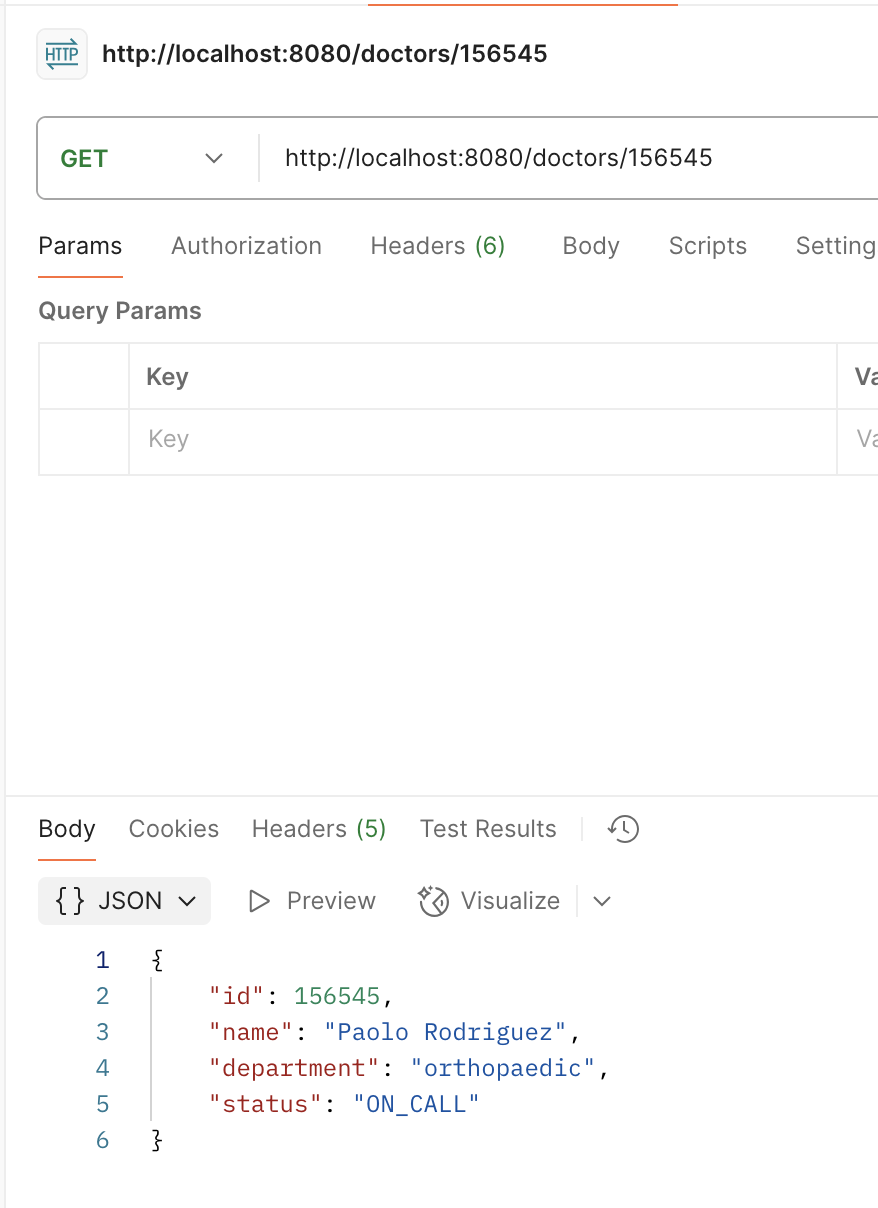 HTTP http://localhost:8080/doctors/156545
GET http://localhost:8080/doctors/156545
Params Authorization Headers (6) Body Scripts Setting
Query Params
Key Va
Key Va
Body Cookies Headers (5) Test Results
{} JSON Preview Visualize
1 {
2 "id": 156545,
3 "name": "Paolo Rodriguez",
4 "department": "orthopaedic",
5 "status": "ON_CALL"
6 }